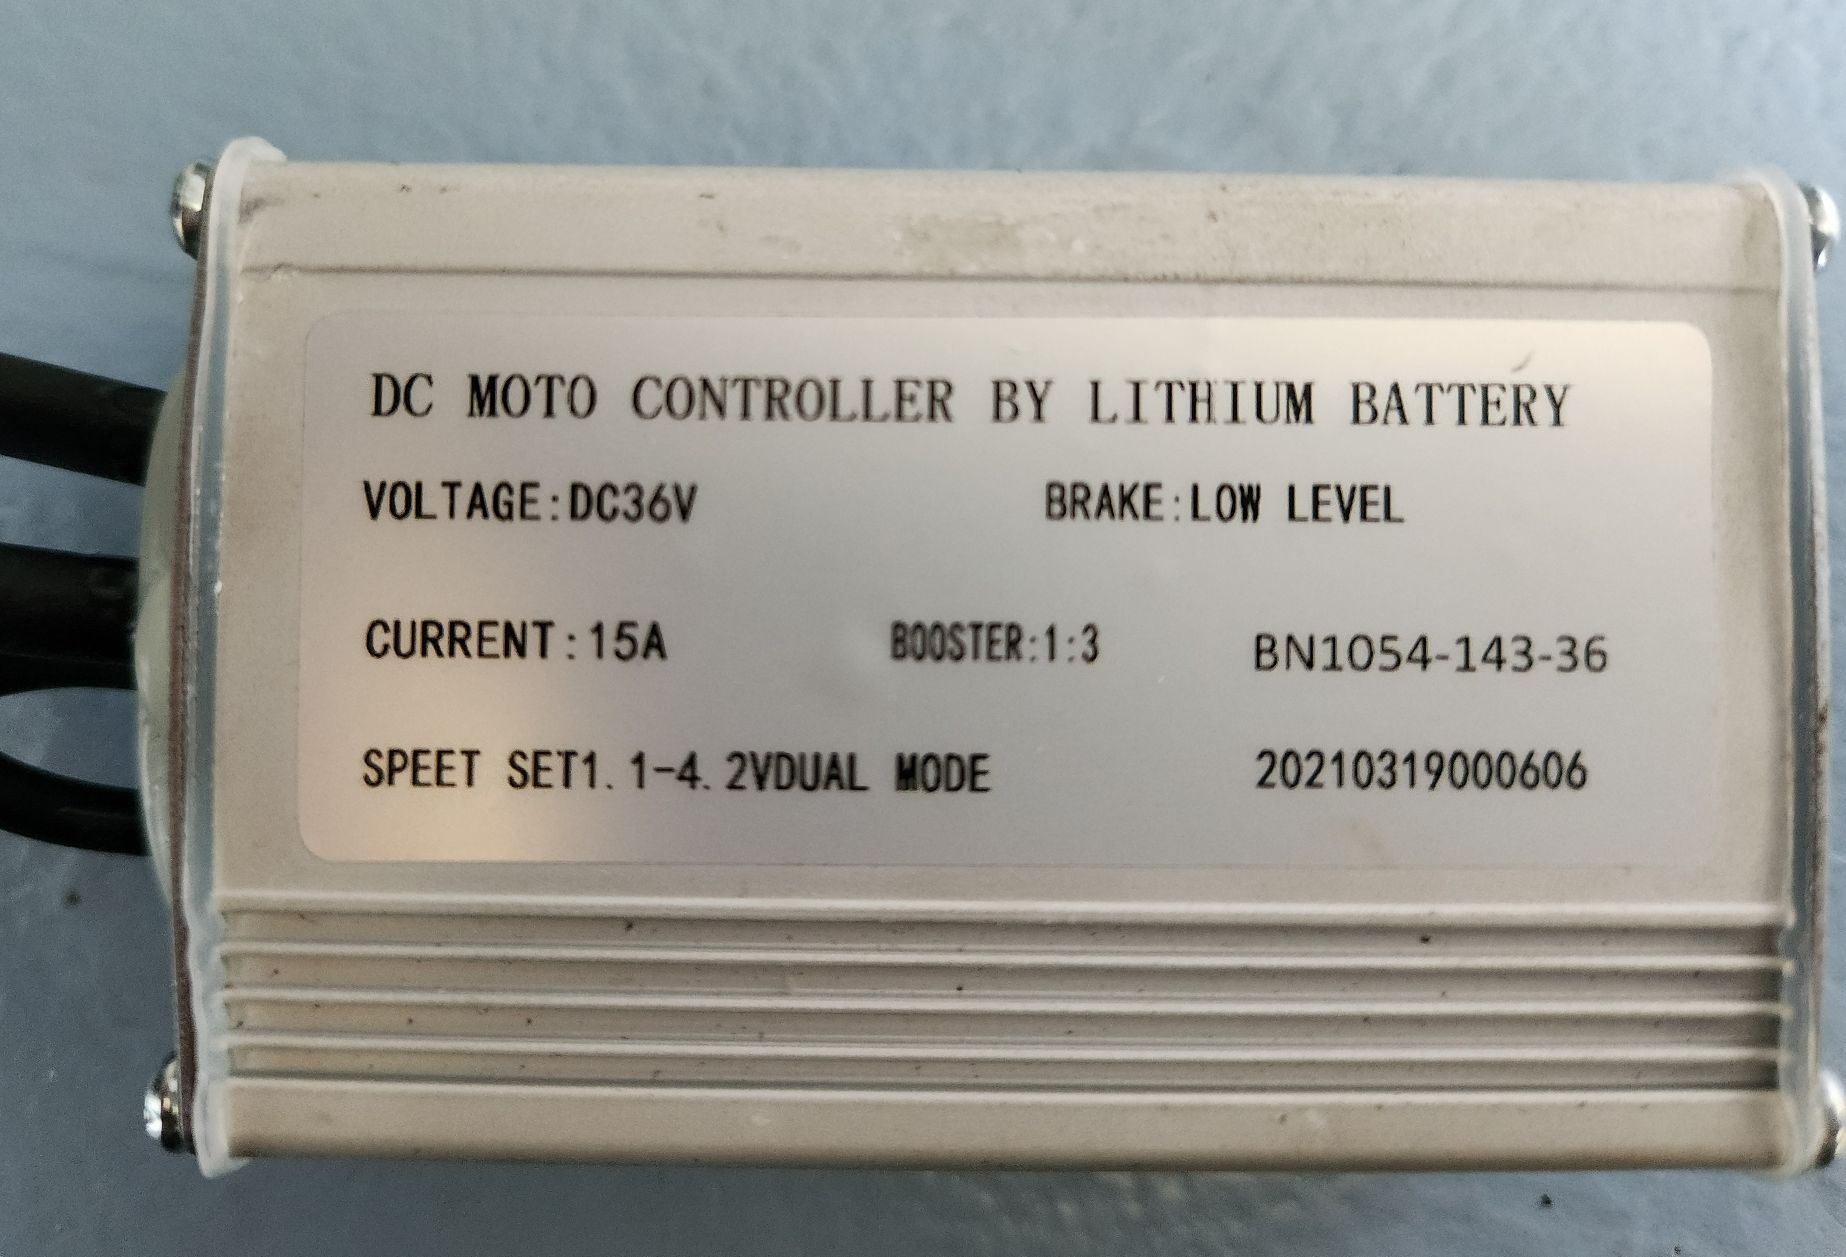 DC MOTO CONTROLLER BY LITHIUM BATTERY
VOLTAGE:DC36V BRAKE:LOW LEVEL
CURRENT:15A BOOSTER:1:3 BN1054-143-36
SPEET SET1.1-4.2VDUAL MODE 20210319000606